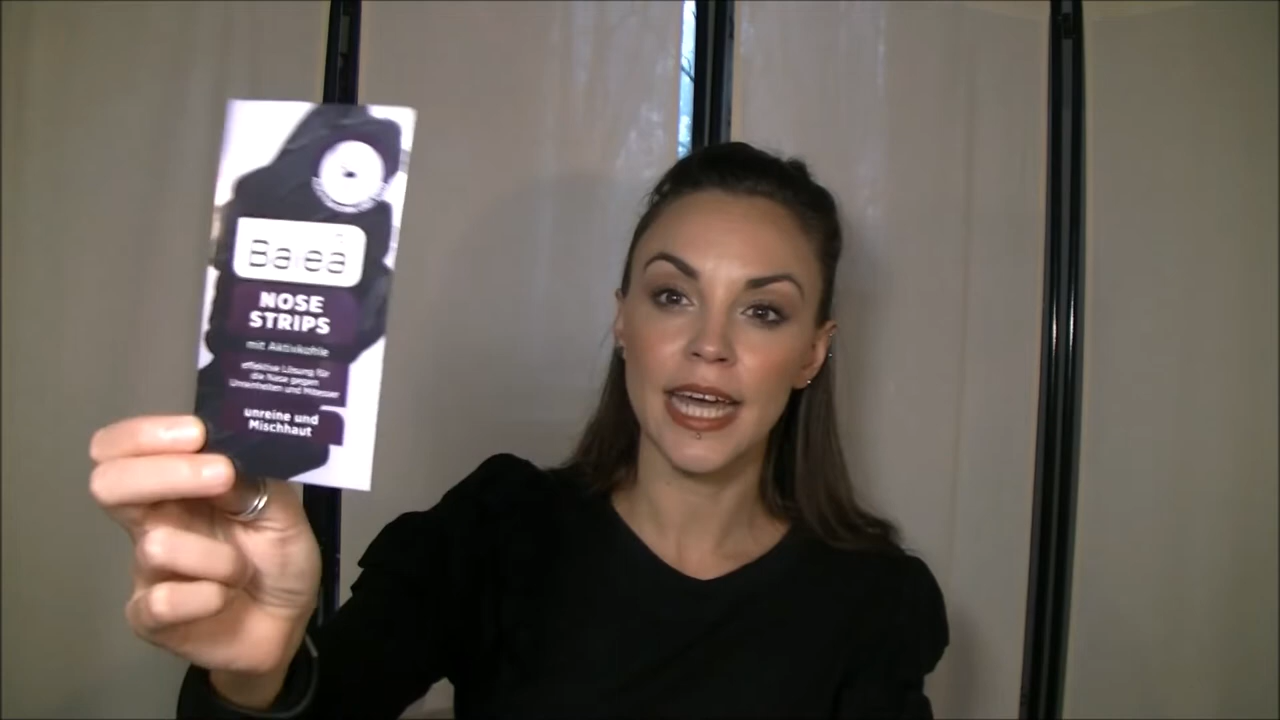 Balea
NOSE
STRIPS
mit Aktivkohle
effektive Lösung für
die Nase gegen
Unreinheiten und Mitesser
unreine und
Mischhaut